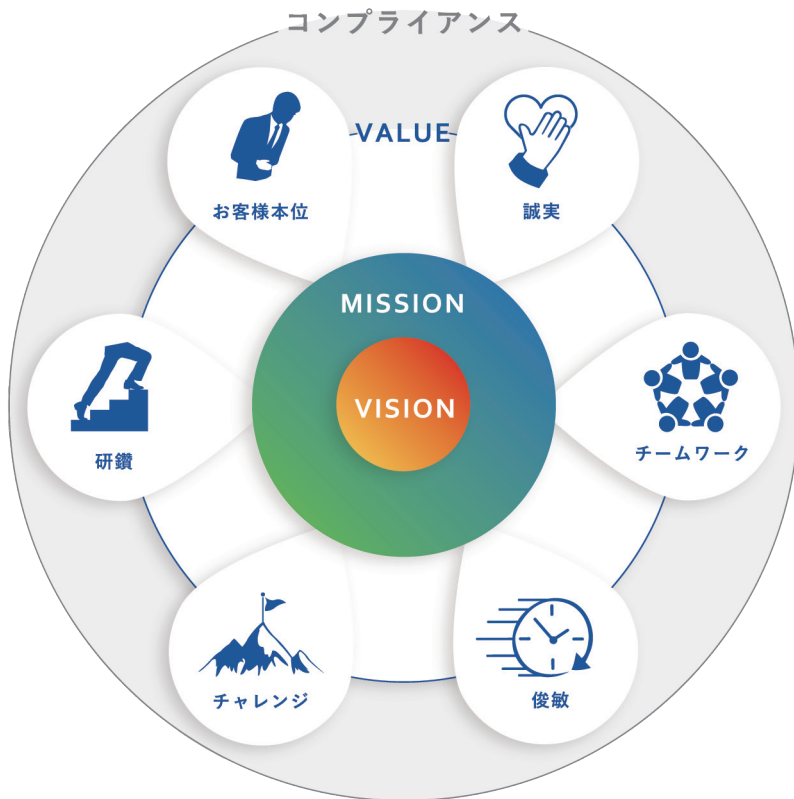 コンプライアンス
VALUE
お客様本位
誠実
MISSION
VISION
研鑽
チームワーク
チャレンジ
俊敏